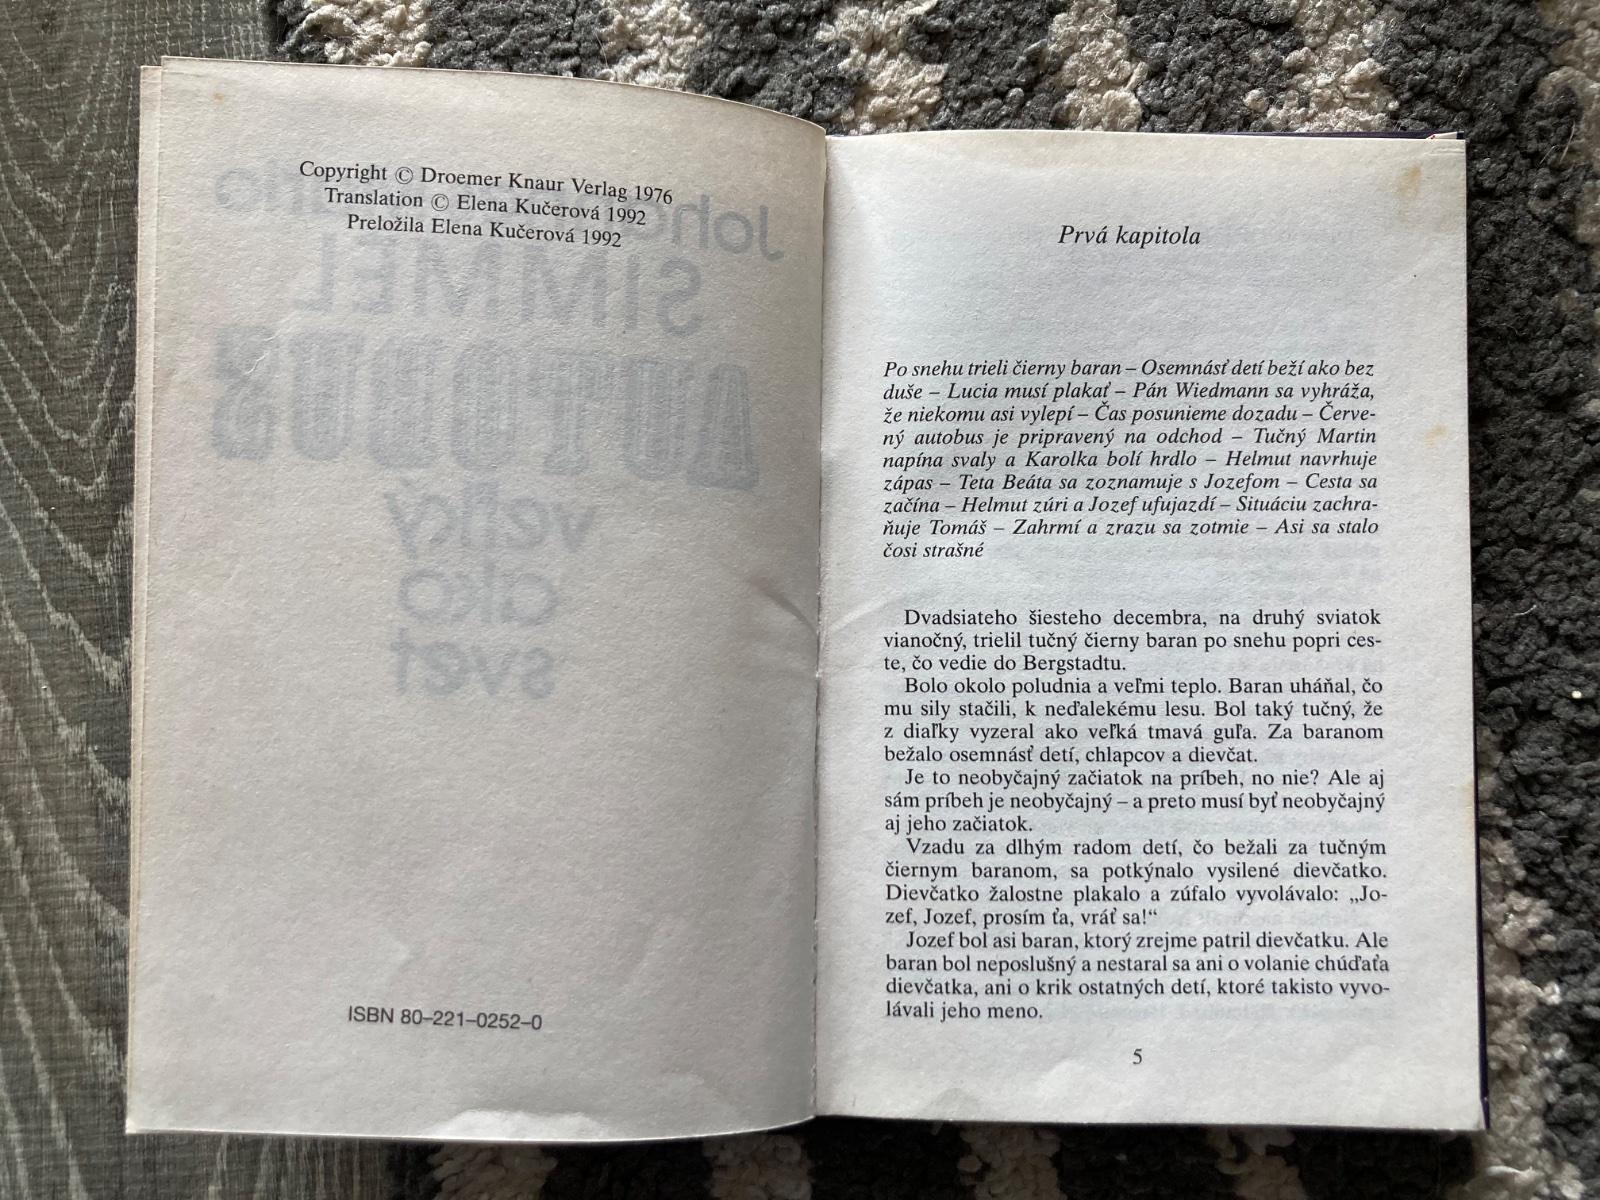 Copyright © Droemer Knaur Verlag 1976
Translation © Elena Kučerová 1992
Preložila Elena Kučerová 1992
SIMMEL
AUTOBUS
veľký
ako
svet
ISBN 80–221–0252–0
Prvá kapitola
Po snehu trieli čierny baran – Osemnásť detí beží ako bez
duše – Lucia musí plakať – Pán Wiedmann sa vyhráža,
že niekomu asi vylepí – Čas posunieme dozadu – Červe-
ný autobus je pripravený na odchod – Tučný Martin
napína svaly a Karolka bolí hrdlo – Helmut navrhuje
zápas – Teta Beáta sa zoznamuje s Jozefom – Cesta sa
začína – Helmut zúri a Jozef ufujazdí – Situáciu zachra-
ňuje Tomáš – Zahrmí a zrazu sa zotmie – Asi sa stalo
čosi strašné
Dvadsiateho šiesteho decembra, na druhý sviatok
vianočný, trielil tučný čierny baran po snehu popri ces-
te, čo vedie do Bergstadtu.
Bolo okolo poludnia a veľmi teplo. Baran uháňal, čo
mu sily stačili, k neďalekému lesu. Bol taký tučný, že
z diaľky vyzeral ako veľká tmavá guľa. Za baranom
bežalo osemnásť detí, chlapcov a dievčat.
Je to neobyčajný začiatok na príbeh, no nie? Ale aj
sám príbeh je neobyčajný – a preto musí byť neobyčajný
aj jeho začiatok.
Vzadu za dlhým radom detí, čo bežali za tučným
čiernym baranom, sa potkýnalo vysilené dievčatko.
Dievčatko žalostne plakalo a zúfalo vyvolávalo: „Jo-
zef, Jozef, prosím ťa, vráť sa!“
Jozef bol asi baran, ktorý zrejme patril dievčatku. Ale
baran bol neposlušný a nestaral sa ani o volanie chúďaťa
dievčatka, ani o krik ostatných detí, ktoré takisto vyvo-
lávali jeho meno.
5